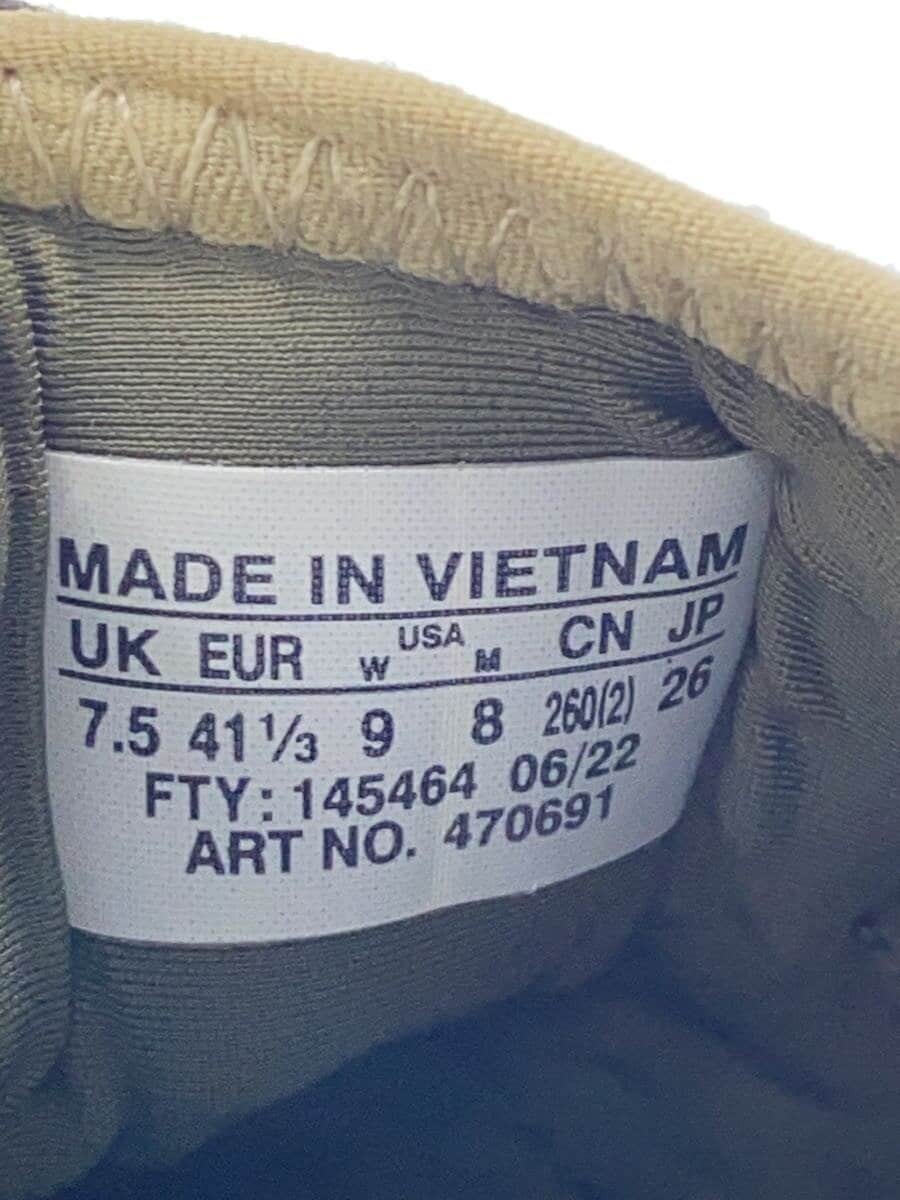 MADE IN VIETNAM
UK EUR W USA M CN JP
7.5 41⅓ 9 8 260(2) 26
FTY: 145464 06/22
ART NO. 470691